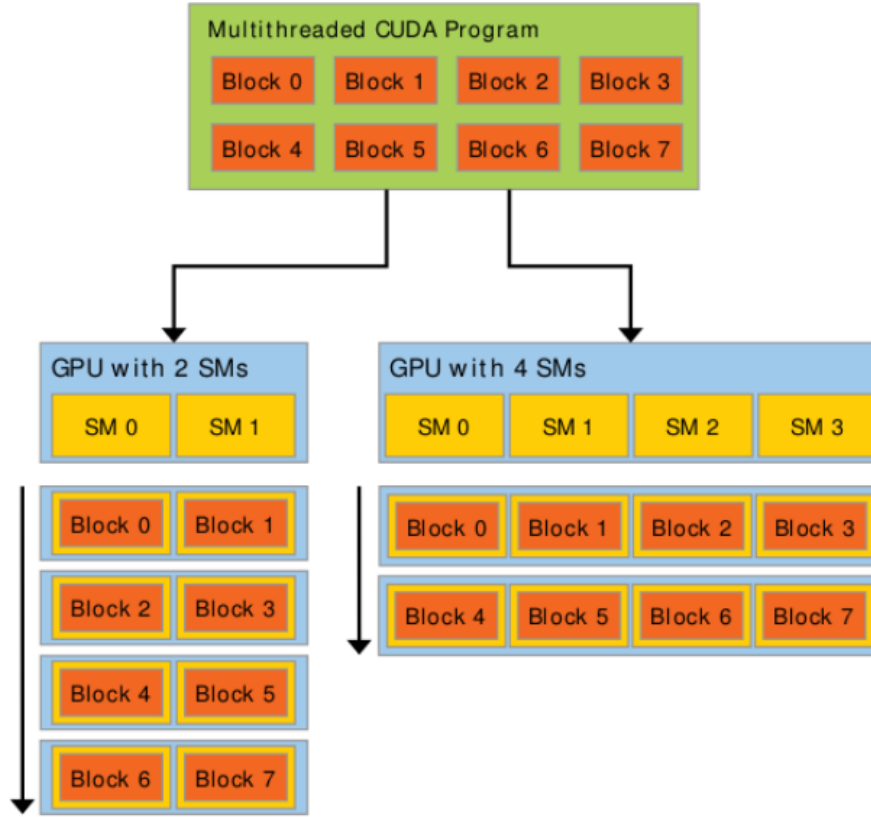 Multithreaded CUDA Program
Block 0 Block 1 Block 2 Block 3
Block 4 Block 5 Block 6 Block 7
GPU with 2 SMs
SM 0 SM 1
Block 0 Block 1
Block 2 Block 3
Block 4 Block 5
Block 6 Block 7
GPU with 4 SMs
SM 0 SM 1 SM 2 SM 3
Block 0 Block 1 Block 2 Block 3
Block 4 Block 5 Block 6 Block 7